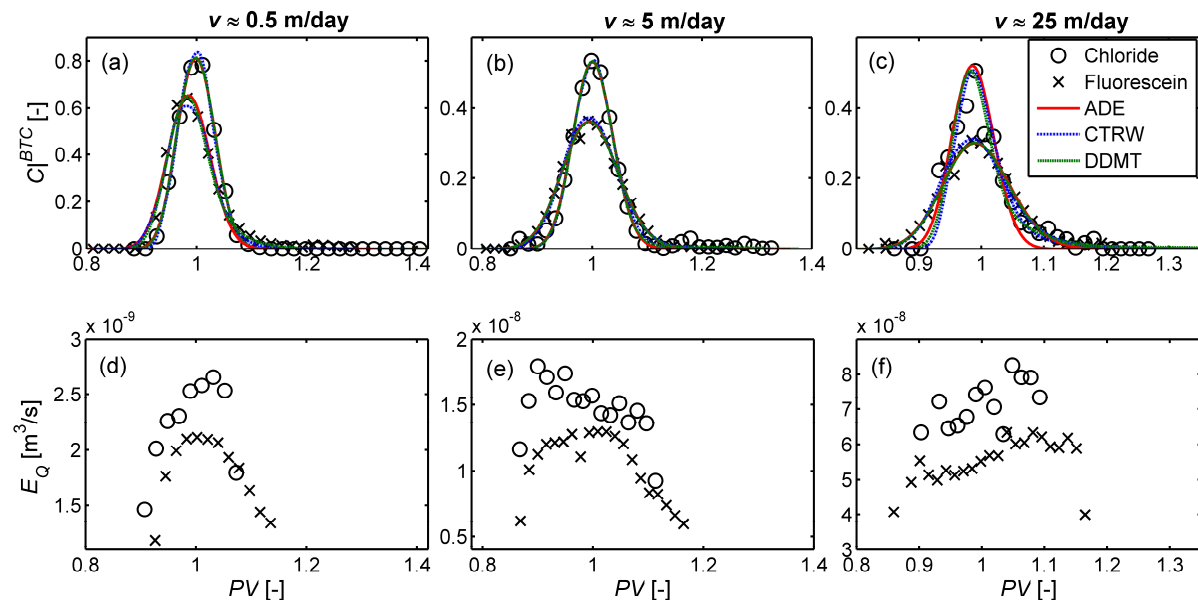 v ≈ 0.5 m/day
v ≈ 5 m/day
v ≈ 25 m/day
(a)
(b)
(c)
Chloride
Fluorescein
ADE
CTRW
DDMT
C|^BTC [-]
0.8
0.6
0.4
0.2
0
0.8 1 1.2 1.4
0.4
0.2
0
0.8 1 1.2 1.4
0.4
0.2
0
0.9 1 1.1 1.2 1.3
x 10^-9
x 10^-8
x 10^-8
(d)
(e)
(f)
E_Q [m^3/s]
3
2.5
2
1.5
0.8 1 1.2 1.4
2
1.5
1
0.5
0.8 1 1.2 1.4
8
7
6
5
4
3
0.8 0.9 1 1.1 1.2 1.3
PV [-]
PV [-]
PV [-]